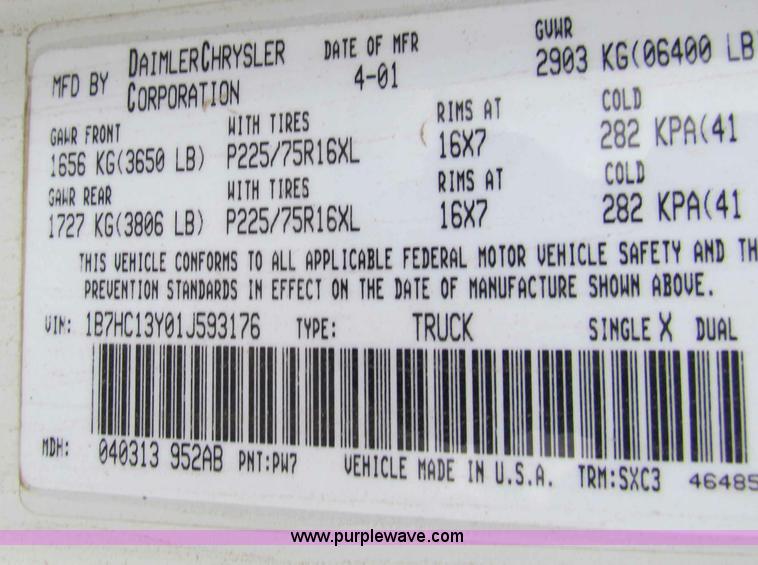 MFD BY DAIMLERCHRYSLER CORPORATION DATE OF MFR 4-01 GVWR 2903 KG(06400 LB
GAWR FRONT WITH TIRES RIMS AT COLD
1656 KG(3650 LB) P225/75R16XL 16X7 282 KPA(41
GAWR REAR WITH TIRES RIMS AT COLD
1727 KG(3806 LB) P225/75R16XL 16X7 282 KPA(41
THIS VEHICLE CONFORMS TO ALL APPLICABLE FEDERAL MOTOR VEHICLE SAFETY AND TH
PREVENTION STANDARDS IN EFFECT ON THE DATE OF MANUFACTURE SHOWN ABOVE.
VIN: 1B7HC13Y01J593176 TYPE: TRUCK SINGLE X DUAL
MDH: 040313 952AB PNT:PW7 VEHICLE MADE IN U.S.A. TRM:SXC3 46485
www.purplewave.com